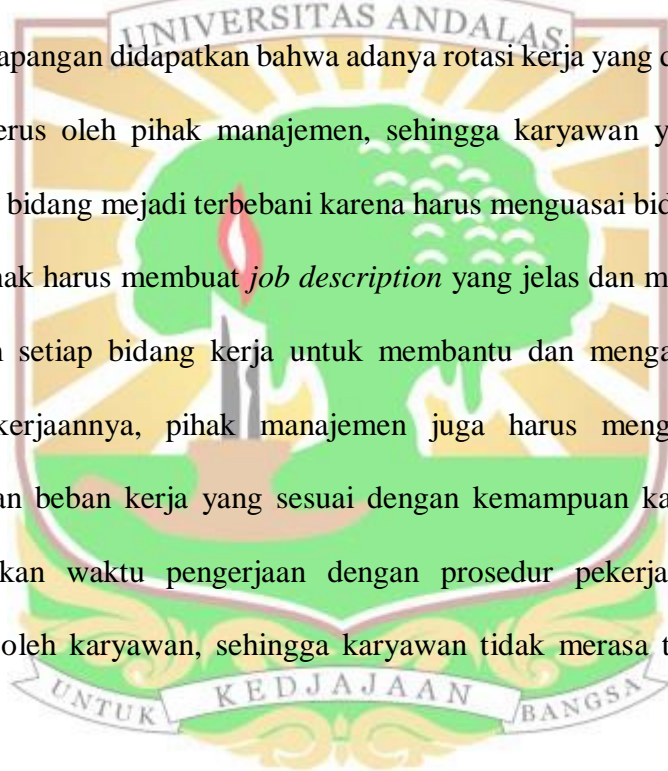 UNIVERSITAS ANDALAS
apangan didapatkan bahwa adanya rotasi kerja yang
erus oleh pihak manajemen, sehingga karyawan y
bidang mejadi terbebani karena harus menguasai bid
ak harus membuat job description yang jelas dan m
setiap bidang kerja untuk membantu dan menga
kerjaannya, pihak manajemen juga harus meng
an beban kerja yang sesuai dengan kemampuan ka
kan waktu pengerjaan dengan prosedur pekerja
oleh karyawan, sehingga karyawan tidak merasa t
UNTUK KEDJAJAAN BANGSA